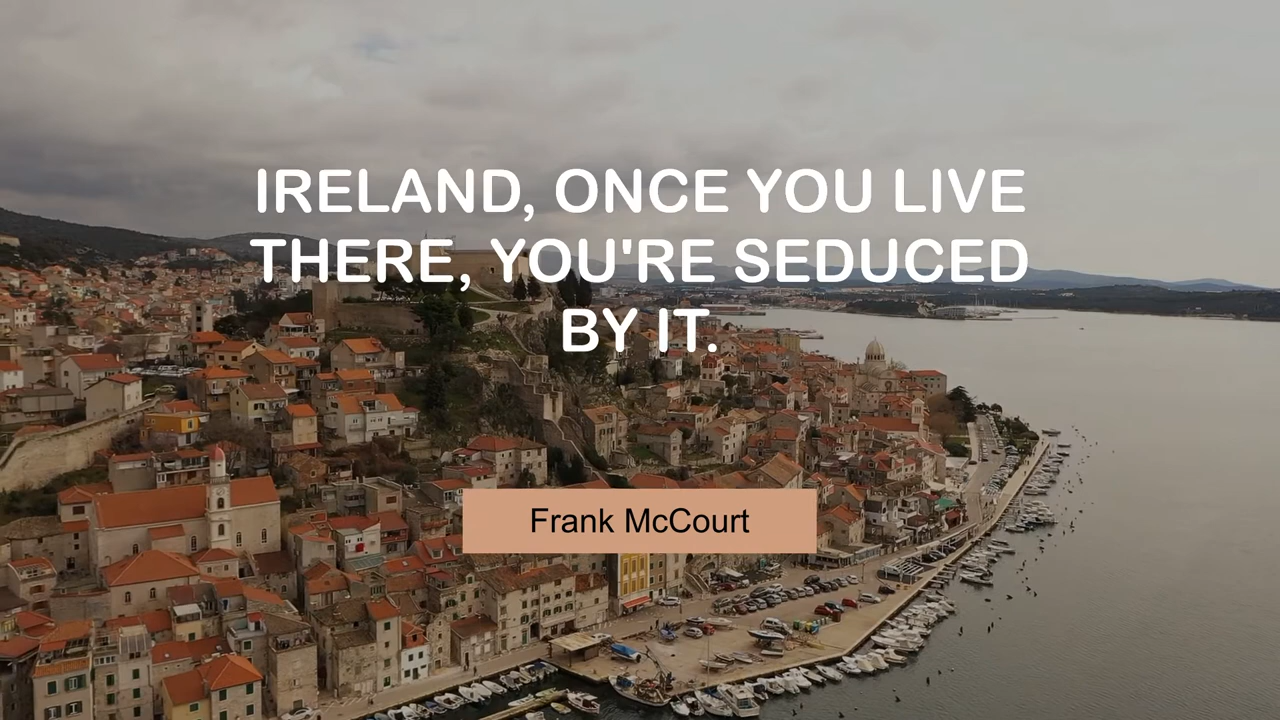 IRELAND, ONCE YOU LIVE
THERE, YOU'RE SEDUCED
BY IT.
Frank McCourt